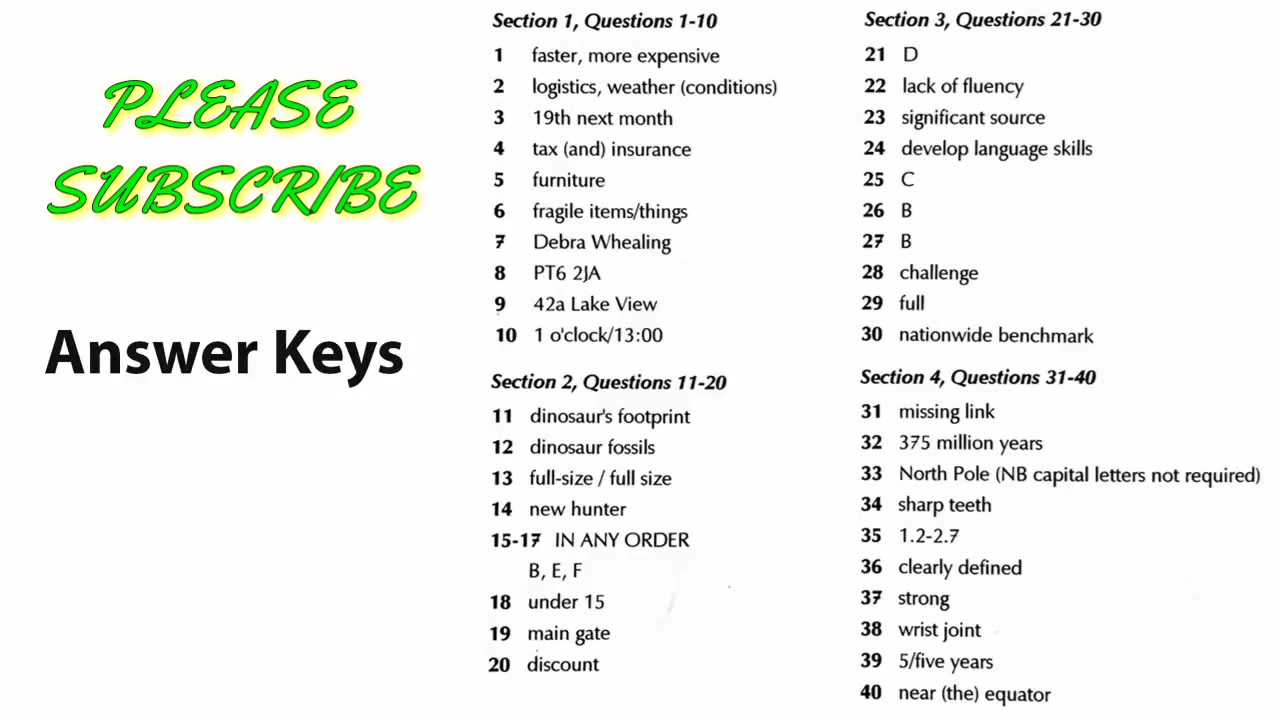 PLEASE
SUBSCRIBE
Answer Keys
Section 1, Questions 1-10
1 faster, more expensive
2 logistics, weather (conditions)
3 19th next month
4 tax (and) insurance
5 furniture
6 fragile items/things
7 Debra Whealing
8 PT6 2JA
9 42a Lake View
10 1 o'clock/13:00
Section 2, Questions 11-20
11 dinosaur's footprint
12 dinosaur fossils
13 full-size / full size
14 new hunter
15-17 IN ANY ORDER
B, E, F
18 under 15
19 main gate
20 discount
Section 3, Questions 21-30
21 D
22 lack of fluency
23 significant source
24 develop language skills
25 C
26 B
27 B
28 challenge
29 full
30 nationwide benchmark
Section 4, Questions 31-40
31 missing link
32 375 million years
33 North Pole (NB capital letters not required)
34 sharp teeth
35 1.2-2.7
36 clearly defined
37 strong
38 wrist joint
39 5/five years
40 near (the) equator